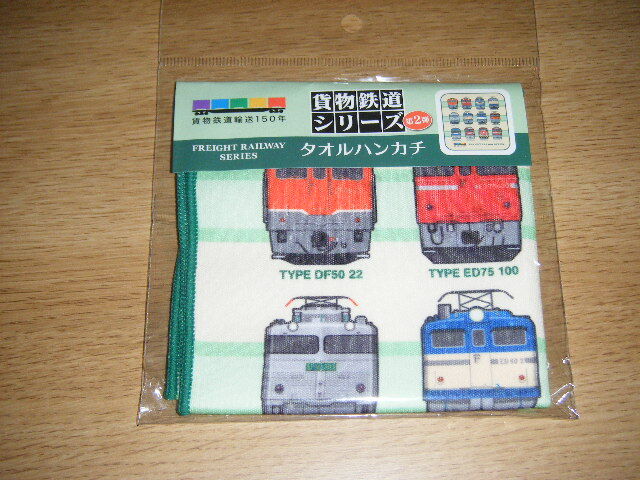 貨物鉄道輸送150年
FREIGHT RAILWAY
SERIES
貨物鉄道
シリーズ
第2弾
タオルハンカチ
TYPE DF50 22
TYPE ED75 100